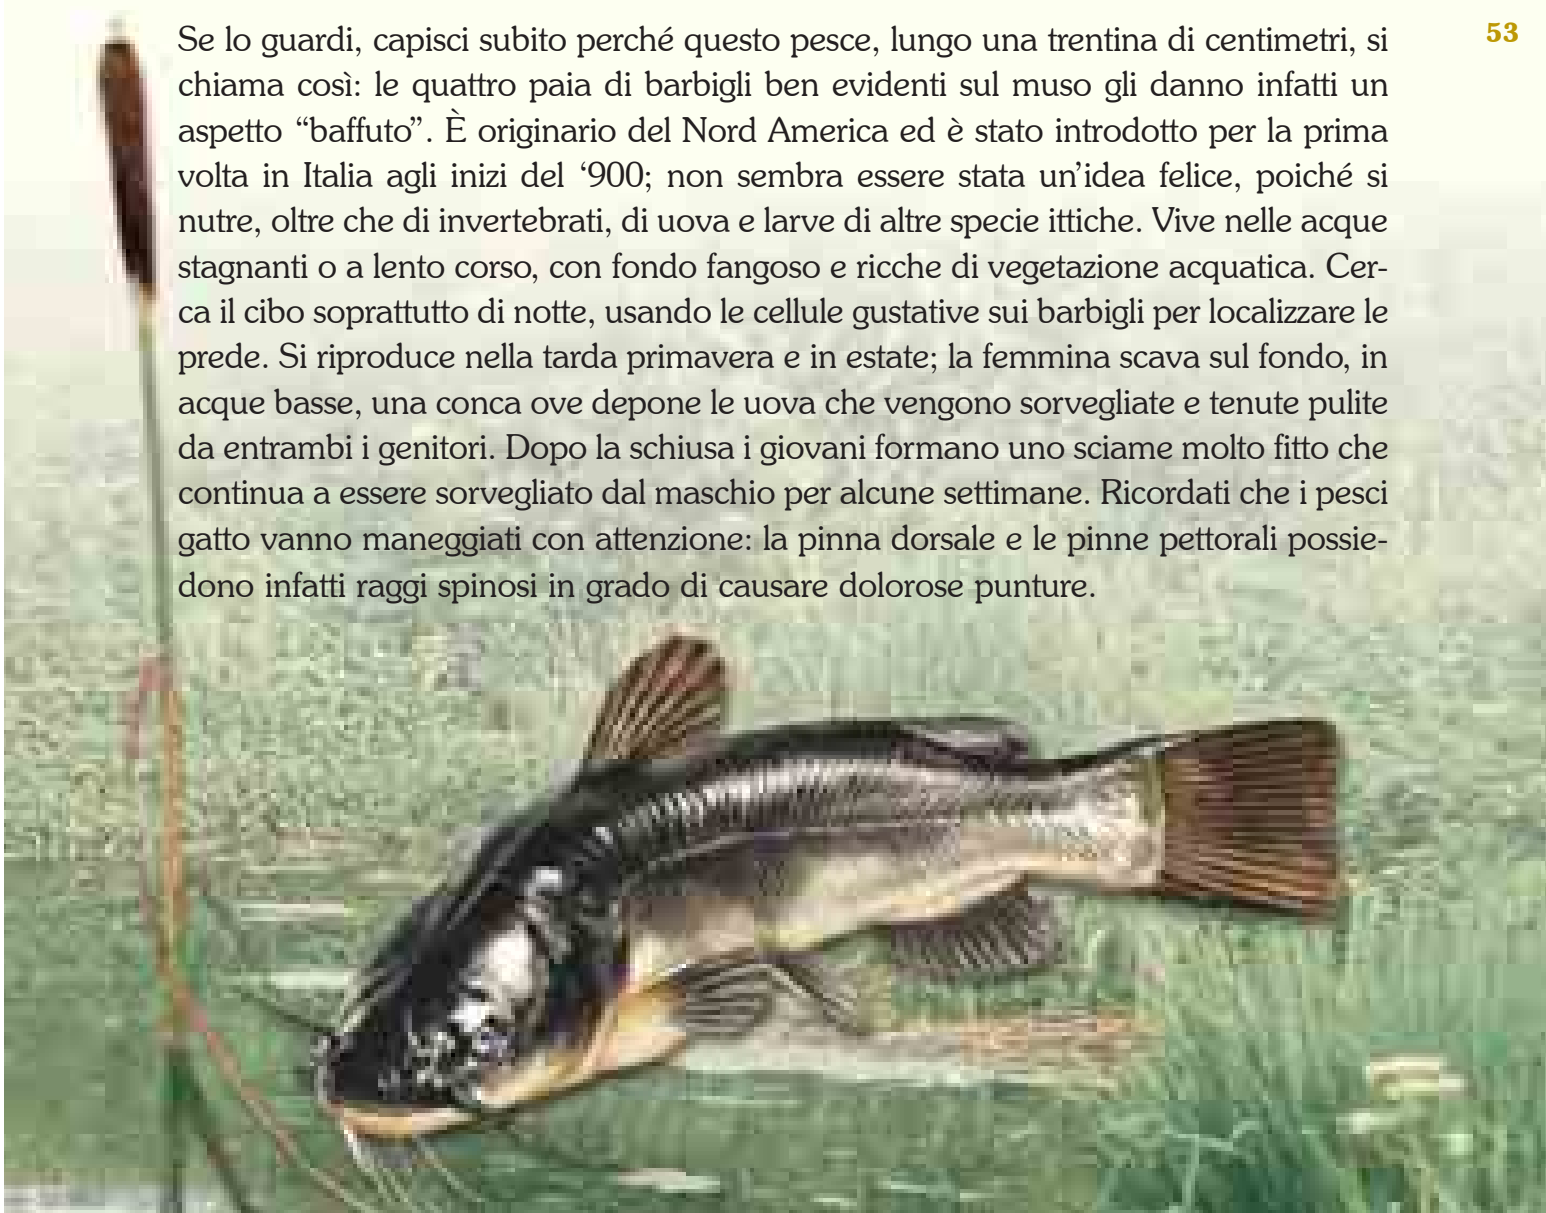 Se lo guardi, capisci subito perché questo pesce, lungo una trentina di centimetri, si
chiama così: le quattro paia di barbigli ben evidenti sul muso gli danno infatti un
aspetto “baffuto”. È originario del Nord America ed è stato introdotto per la prima
volta in Italia agli inizi del ‘900; non sembra essere stata un’idea felice, poiché si
nutre, oltre che di invertebrati, di uova e larve di altre specie ittiche. Vive nelle acque
stagnanti o a lento corso, con fondo fangoso e ricche di vegetazione acquatica. Cer-
ca il cibo soprattutto di notte, usando le cellule gustative sui barbigli per localizzare le
prede. Si riproduce nella tarda primavera e in estate; la femmina scava sul fondo, in
acque basse, una conca ove depone le uova che vengono sorvegliate e tenute pulite
da entrambi i genitori. Dopo la schiusa i giovani formano uno sciame molto fitto che
continua a essere sorvegliato dal maschio per alcune settimane. Ricordati che i pesci
gatto vanno maneggiati con attenzione: la pinna dorsale e le pinne pettorali possie-
dono infatti raggi spinosi in grado di causare dolorose punture.
53